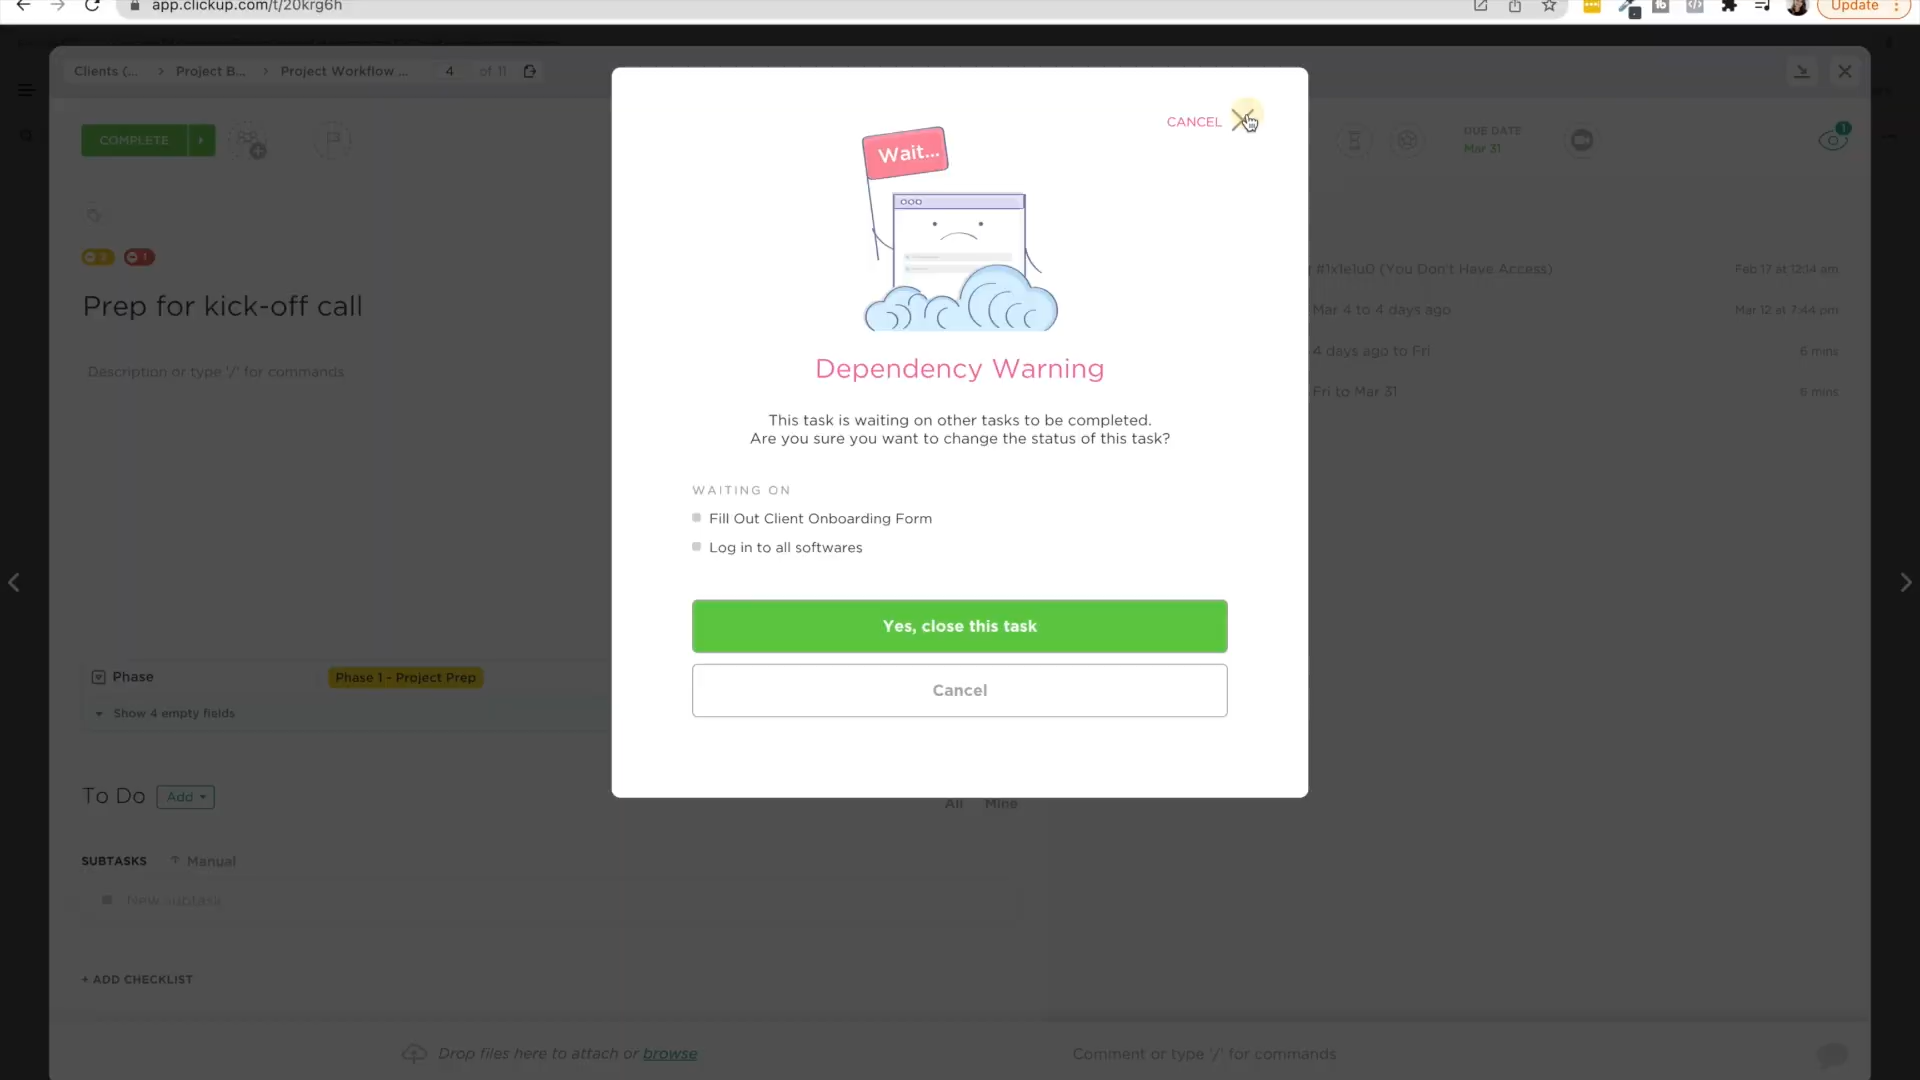 app.clickup.com/t/20krg6h
Update
Clients (... > Project B... > Project Workflow ... 4 of 11
COMPLETE
DUE DATE
Mar 31
1
2
1
Prep for kick-off call
Description or type '/' for commands
CANCEL
Wait...
Dependency Warning
This task is waiting on other tasks to be completed.
Are you sure you want to change the status of this task?
WAITING ON
Fill Out Client Onboarding Form
Log in to all softwares
Yes, close this task
Cancel
#1x1e1u0 (You Don't Have Access) Feb 17 at 12:14 am
Mar 4 to 4 days ago Mar 12 at 7:44 pm
4 days ago to Fri 6 mins
Fri to Mar 31 6 mins
Phase Phase 1 - Project Prep
Show 4 empty fields
To Do Add
All Mine
SUBTASKS Manual
New subtask
+ ADD CHECKLIST
Drop files here to attach or browse
Comment or type '/' for commands